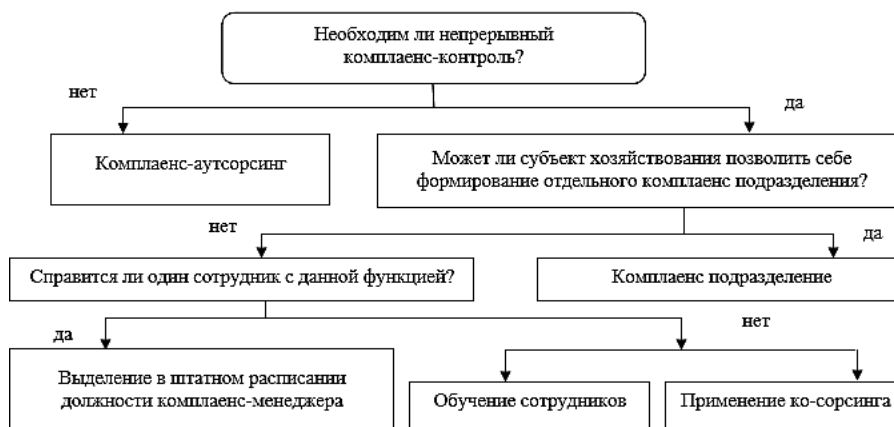 Необходим ли непрерывный
комплаенс-контроль?
нет
да
Комплаенс-аутсорсинг
Может ли субъект хозяйствования позволить себе
формирование отдельного комплаенс подразделения?
нет
да
Справится ли один сотрудник с данной функцией?
Комплаенс подразделение
да
нет
Выделение в штатном расписании
должности комплаенс-менеджера
Обучение сотрудников
Применение ко-сорсинга